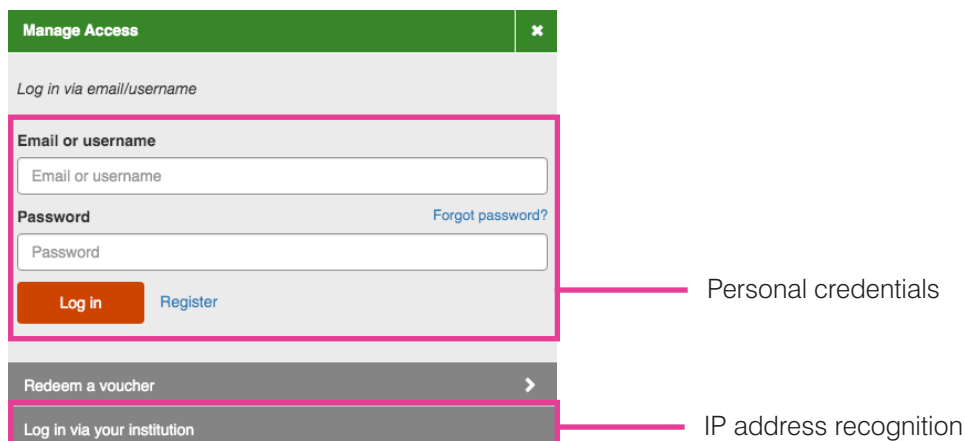 Manage Access
Log in via email/username
Email or username
Email or username
Password Forgot password?
Password
Log in Register
Personal credentials
Redeem a voucher
Log in via your institution
IP address recognition